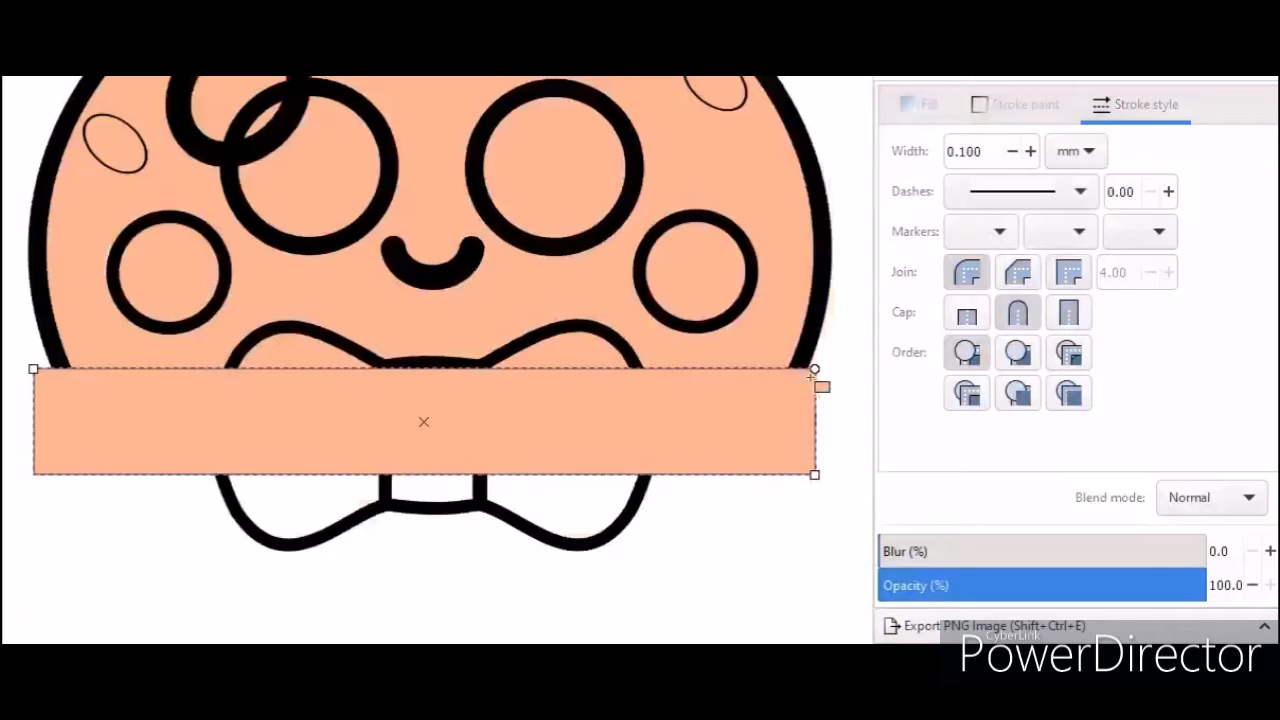 Fill Stroke paint Stroke style
Width: 0.100 mm
Dashes: 0.00
Markers:
Join: 4.00
Cap:
Order:
Blend mode: Normal
Blur (%) 0.0
Opacity (%) 100.0
Export PNG Image (Shift+Ctrl+E)
CyberLink
PowerDirector